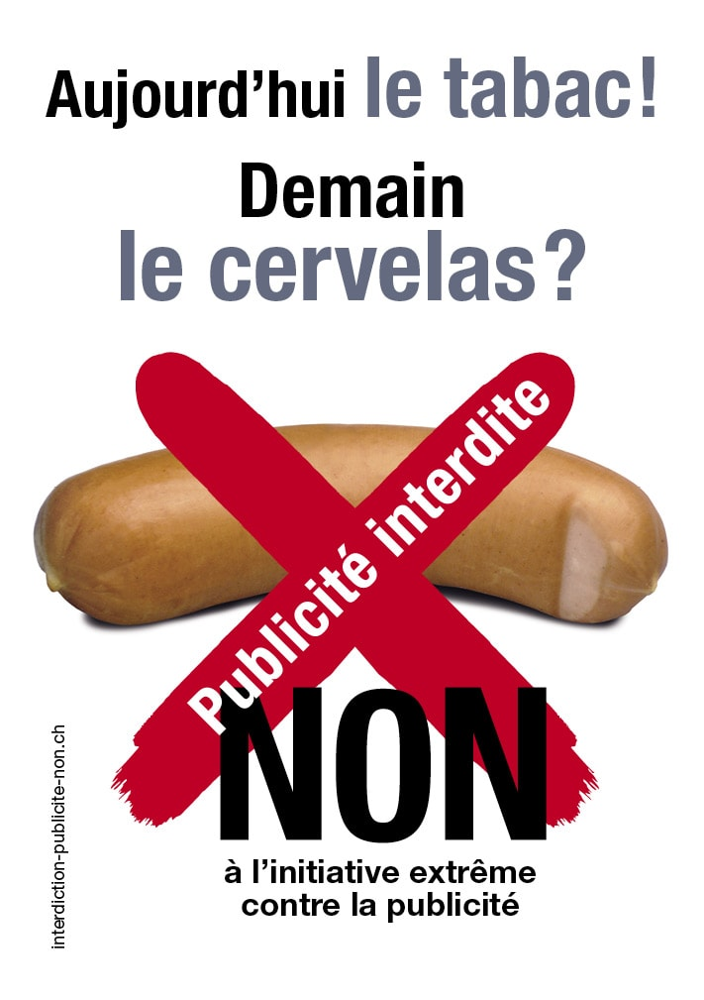 Aujourd’hui le tabac!
Demain
le cervelas?
Publicité interdite
NON
à l’initiative extrême
contre la publicité
interdiction-publicite-non.ch